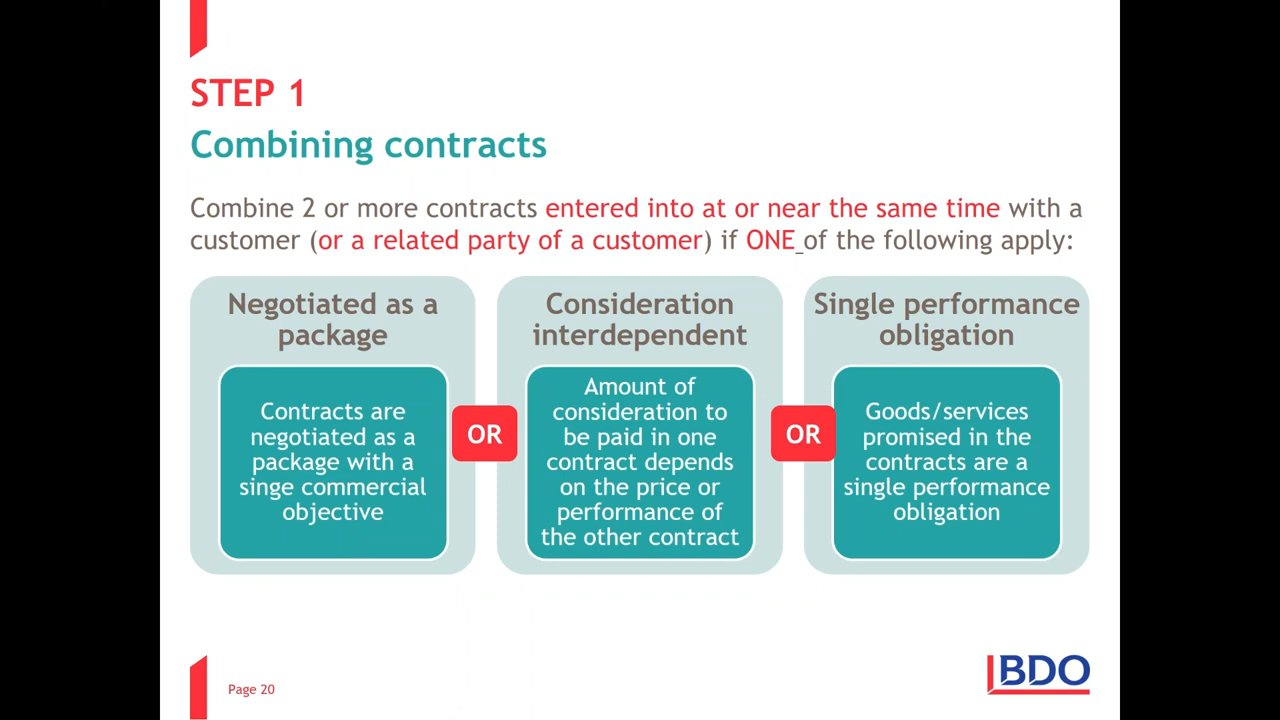 STEP 1
Combining contracts
Combine 2 or more contracts entered into at or near the same time with a
customer (or a related party of a customer) if ONE of the following apply:
Negotiated as a
package
Contracts are
negotiated as a
package with a
singe commercial
objective
OR
Consideration
interdependent
Amount of
consideration to
be paid in one
contract depends
on the price or
performance of
the other contract
OR
Single performance
obligation
Goods/services
promised in the
contracts are a
single performance
obligation
Page 20
BDO